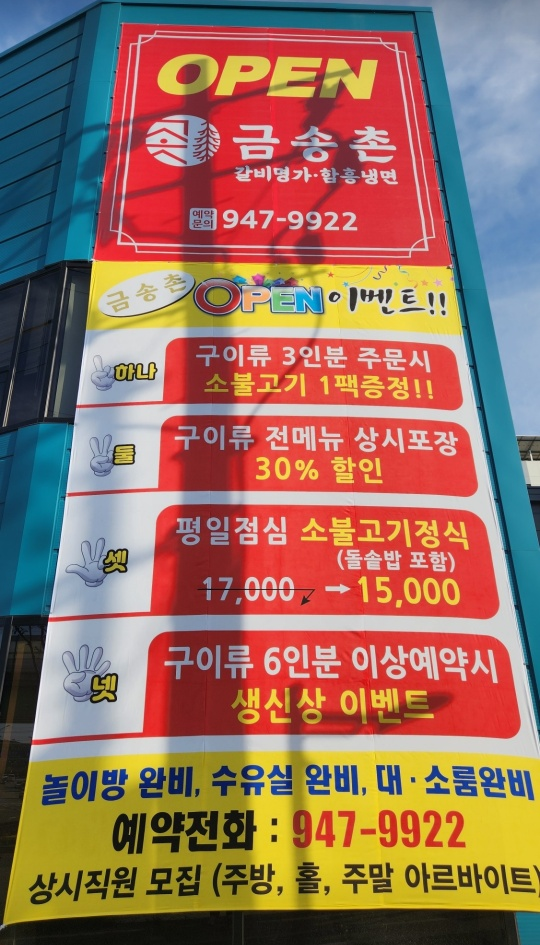 OPEN
금송촌
갈비명가·함흥냉면
예약
문의 947-9922
금송촌 OPEN 이벤트!!
하나 구이류 3인분 주문시
소불고기 1팩증정!!
둘 구이류 전메뉴 상시포장
30% 할인
셋 평일점심 소불고기정식
(돌솥밥 포함)
17,000 → 15,000
넷 구이류 6인분 이상예약시
생신상 이벤트
놀이방 완비, 수유실 완비, 대·소룸완비
예약전화 : 947-9922
상시직원 모집 (주방, 홀, 주말 아르바이트)